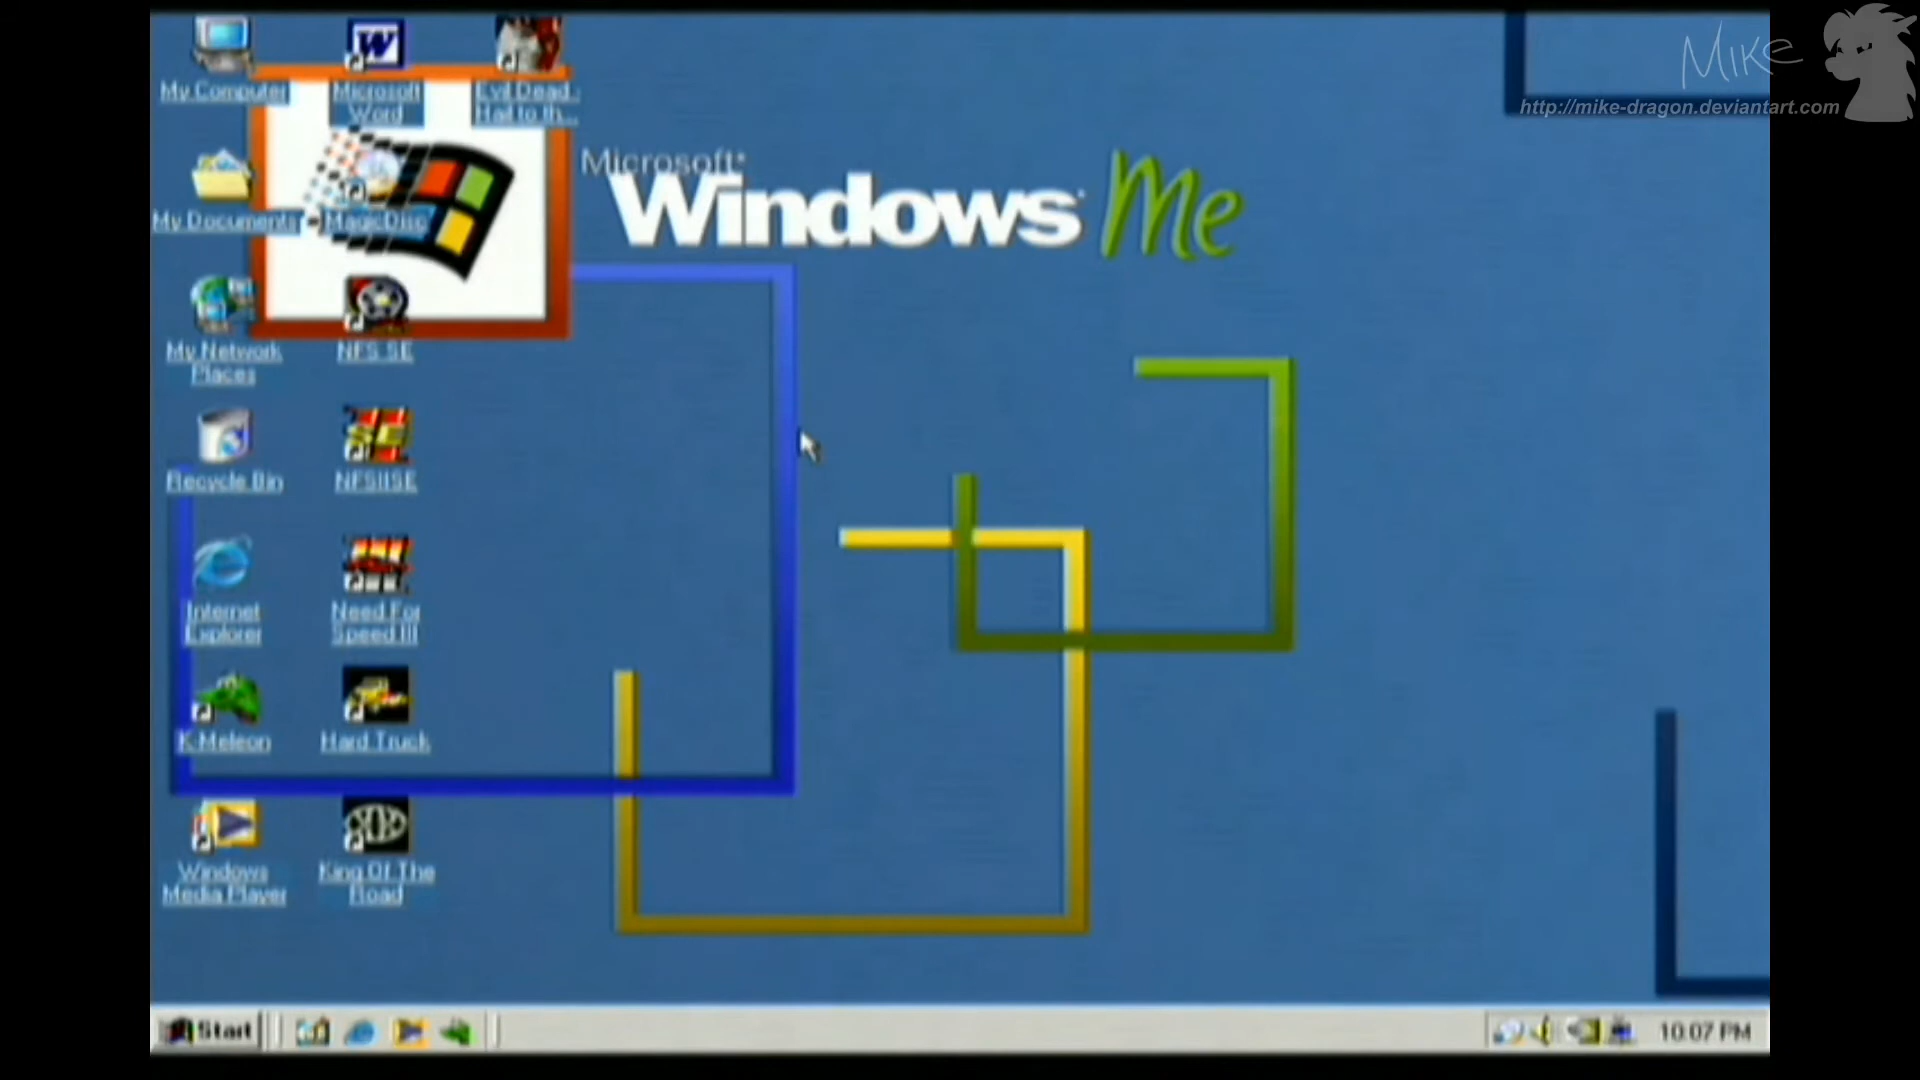 Mike
http://mike-dragon.deviantart.com
My Computer
Microsoft
Word
Evil Dead -
Hail to th...
Microsoft®
Windows Me
My Documents
MagicDisc
My Network
Places
NFS SE
Recycle Bin
NFSIISE
Internet
Explorer
Need For
Speed III
K-Meleon
Hard Truck
Windows
Media Player
King Of The
Road
Start
10:07 PM